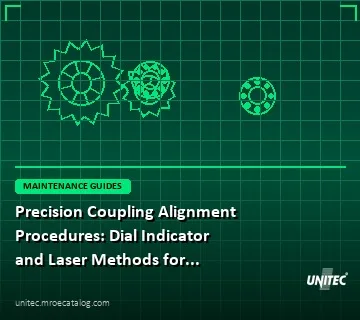 MAINTENANCE GUIDES
Precision Coupling Alignment
Procedures: Dial Indicator
and Laser Methods for...
UNITEC
unitec.mroecatalog.com